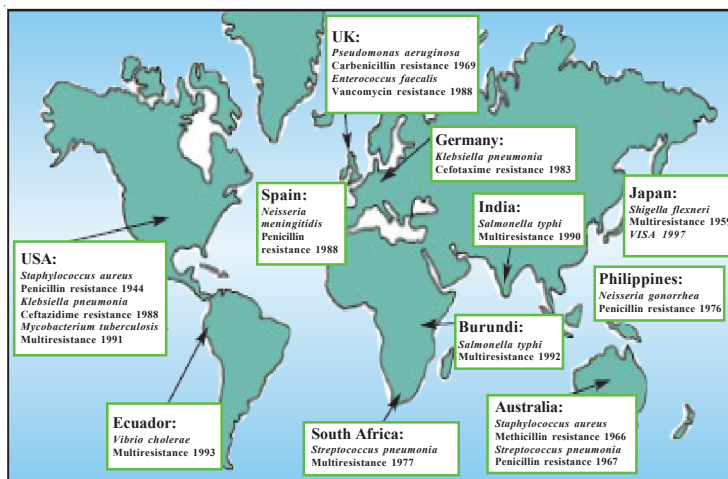 UK:
Pseudomonas aeruginosa
Carbenicillin resistance 1969
Enterococcus faecalis
Vancomycin resistance 1988
Germany:
Klebsiella pneumonia
Cefotaxime resistance 1983
Spain:
Neisseria
meningitidis
Penicillin
resistance 1988
India:
Salmonella typhi
Multiresistance 1990
Japan:
Shigella flexneri
Multiresistance 1959
VISA 1997
USA:
Staphylococcus aureus
Penicillin resistance 1944
Klebsiella pneumonia
Ceftazidime resistance 1988
Mycobacterium tuberculosis
Multiresistance 1991
Philippines:
Neisseria gonorrhea
Penicillin resistance 1976
Burundi:
Salmonella typhi
Multiresistance 1992
Ecuador:
Vibrio cholerae
Multiresistance 1993
South Africa:
Streptococcus pneumonia
Multiresistance 1977
Australia:
Staphylococcus aureus
Methicillin resistance 1966
Streptococcus pneumonia
Penicillin resistance 1967